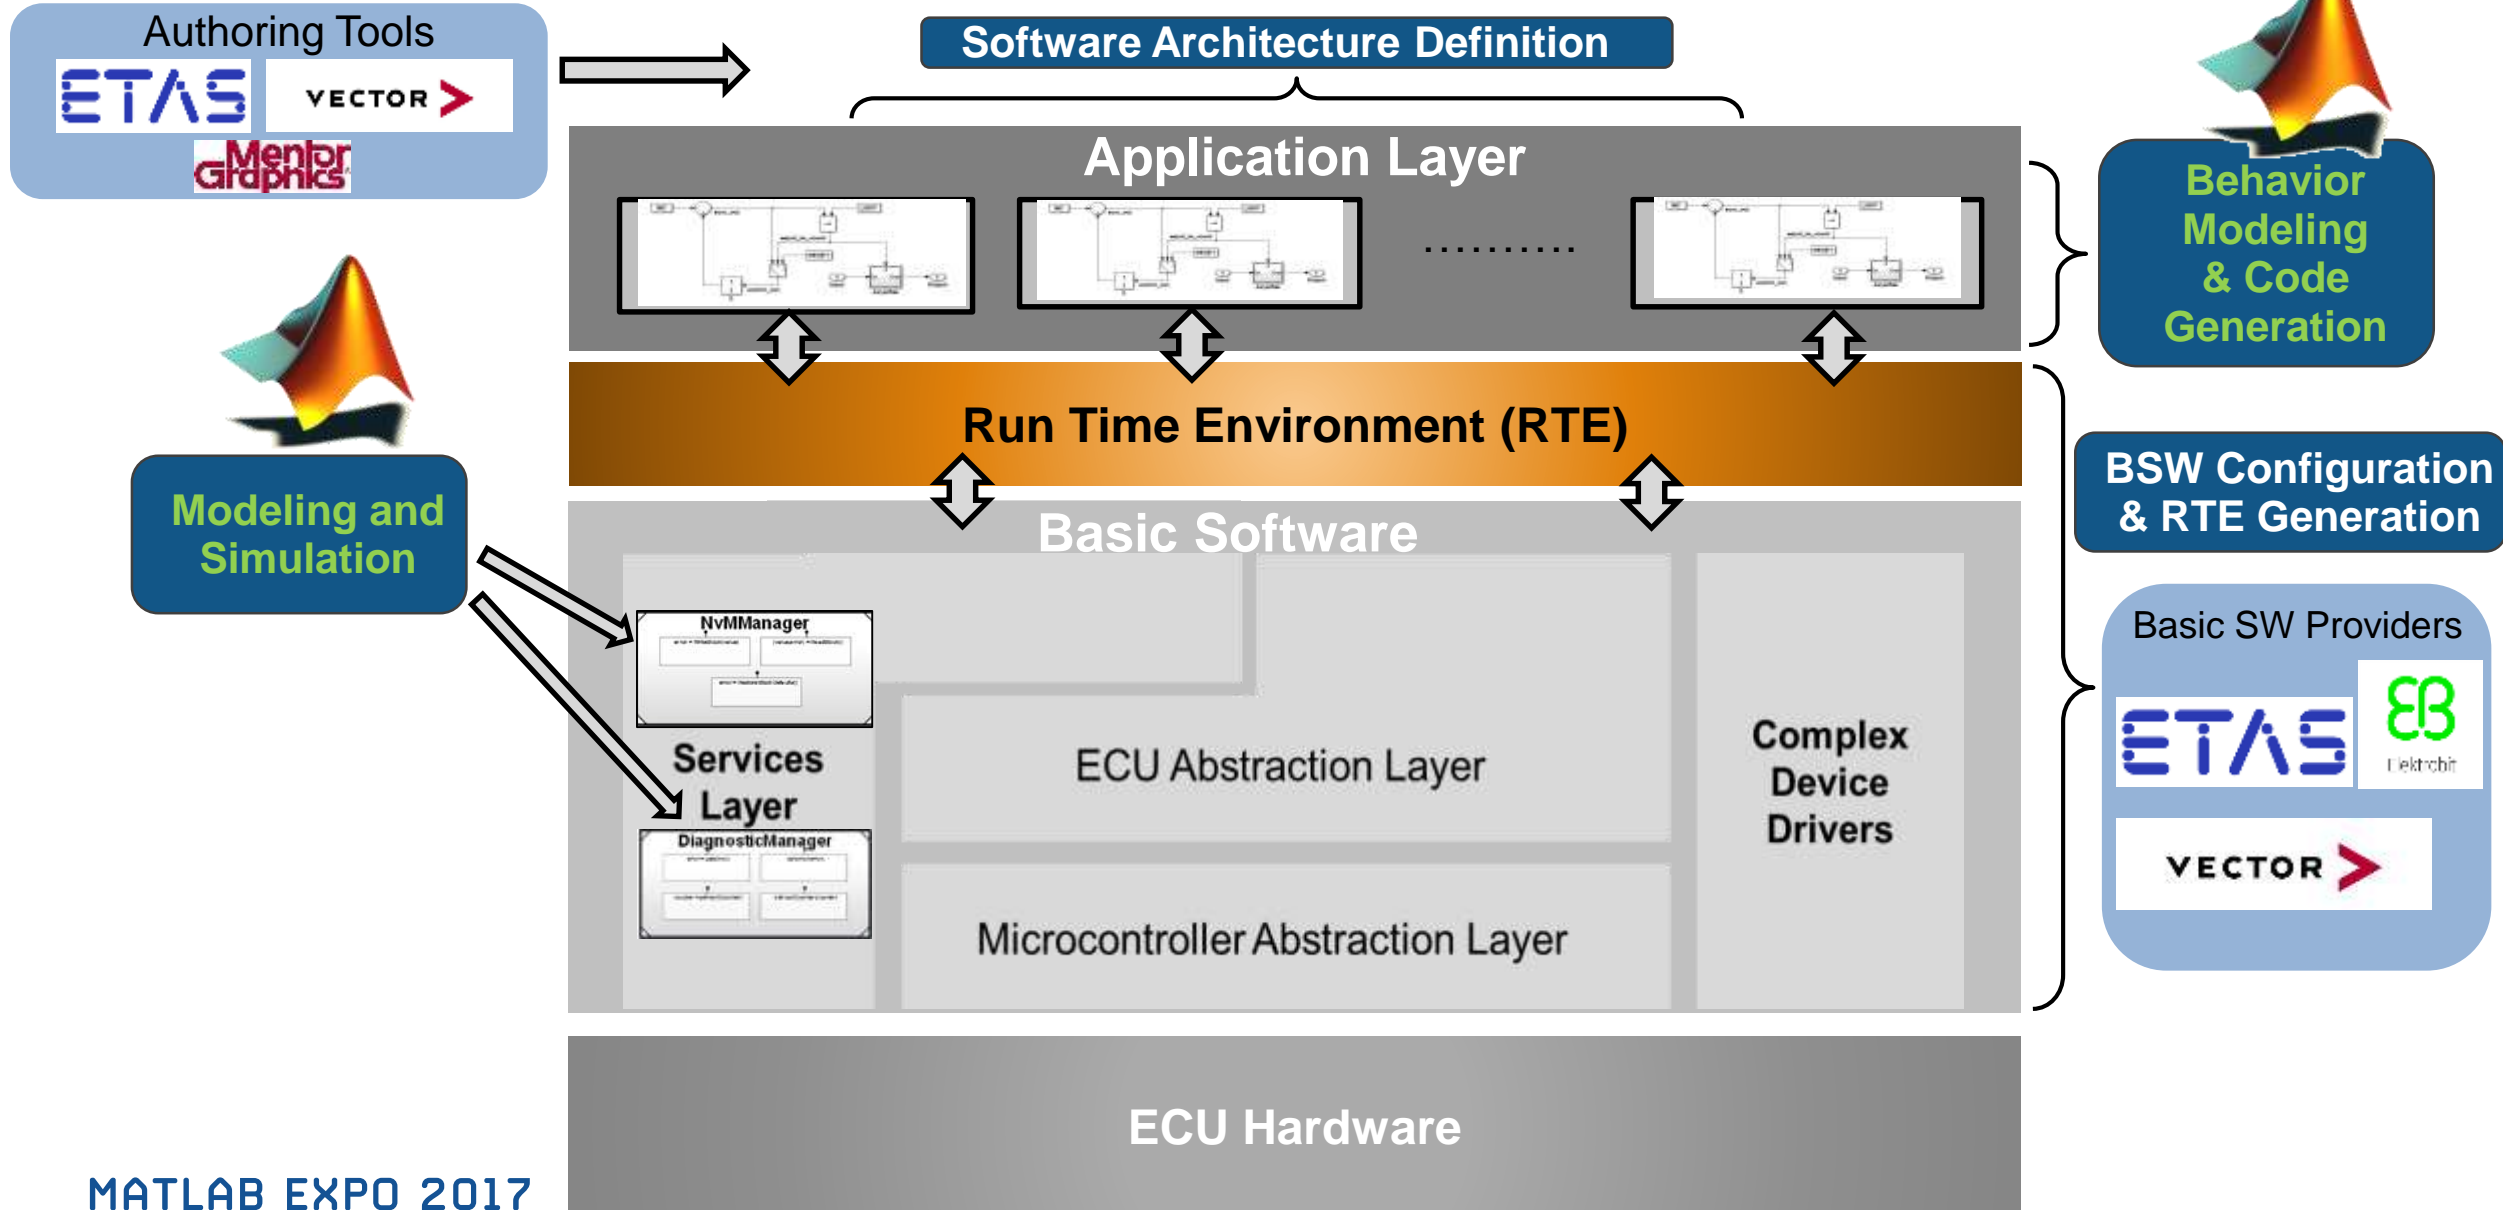 Authoring Tools
ETAS
VECTOR
Mentor
Graphics
Software Architecture Definition
Application Layer
..........
Behavior
Modeling
& Code
Generation
Run Time Environment (RTE)
Modeling and
Simulation
Basic Software
BSW Configuration
& RTE Generation
NvMManager
Services
Layer
DiagnosticManager
ECU Abstraction Layer
Microcontroller Abstraction Layer
Complex
Device
Drivers
Basic SW Providers
ETAS
EB
Elektrobit
VECTOR
ECU Hardware
MATLAB EXPO 2017